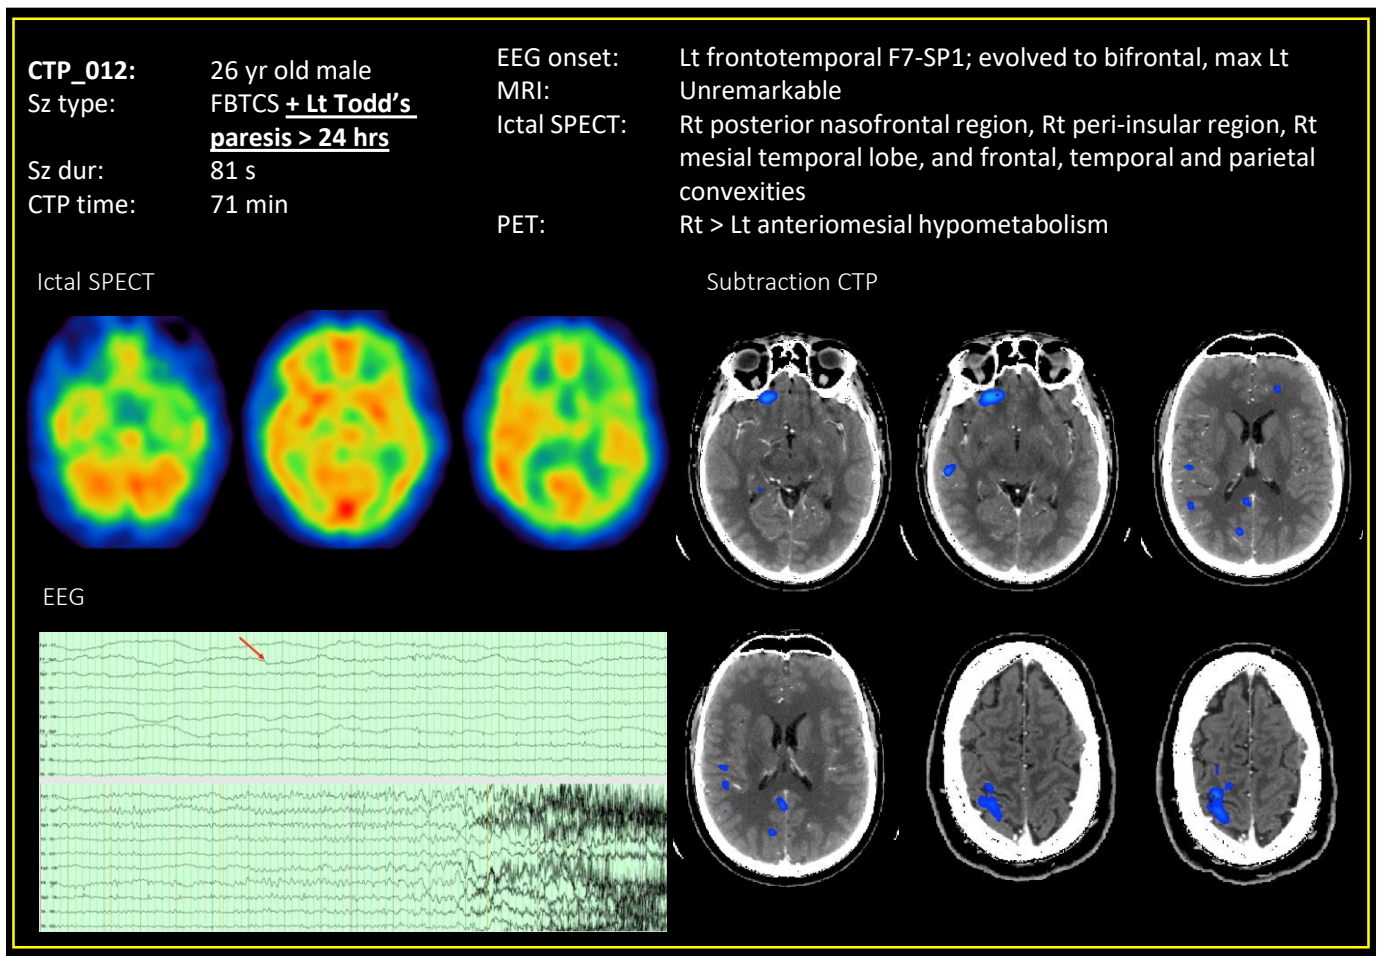 CTP_012: 26 yr old male
Sz type: FBTCS + Lt Todd's
paresis > 24 hrs
Sz dur: 81 s
CTP time: 71 min
EEG onset: Lt frontotemporal F7-SP1; evolved to bifrontal, max Lt
MRI: Unremarkable
Ictal SPECT: Rt posterior nasofrontal region, Rt peri-insular region, Rt
mesial temporal lobe, and frontal, temporal and parietal
convexities
PET: Rt > Lt anteriomesial hypometabolism
Ictal SPECT
Subtraction CTP
EEG